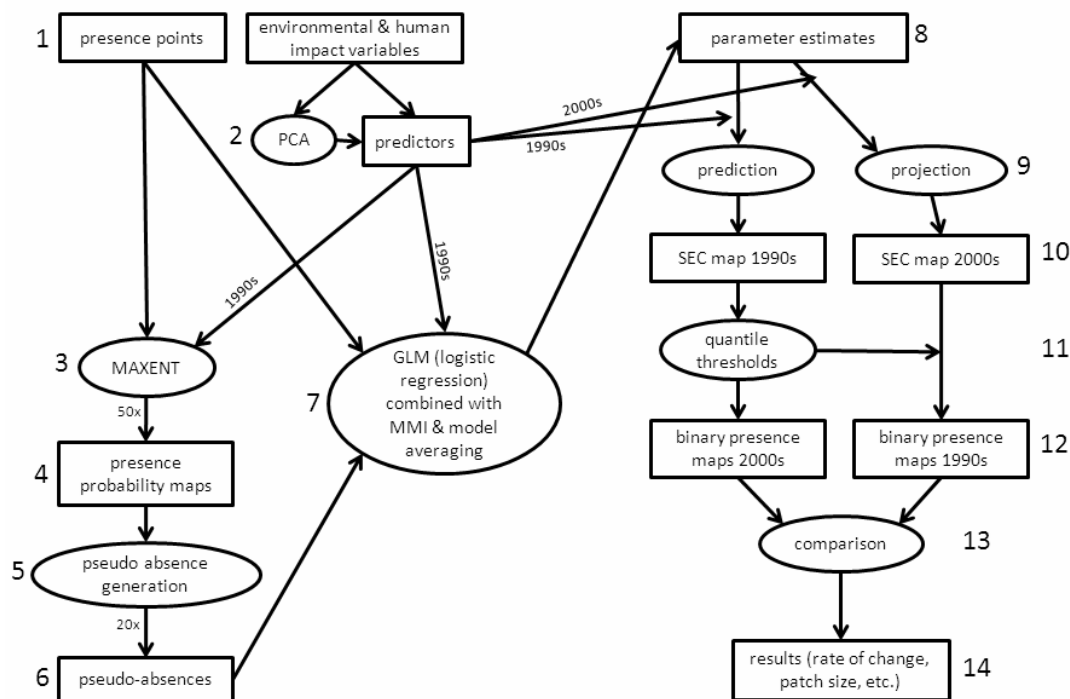 1
presence points
environmental & human
impact variables
parameter estimates
8
2
PCA
predictors
2000s
1990s
prediction
projection
9
1990s
1990s
SEC map 1990s
SEC map 2000s
10
3
MAXENT
50x
7
GLM (logistic
regression)
combined with
MMI & model
averaging
quantile
thresholds
11
4
presence
probability maps
binary presence
maps 2000s
binary presence
maps 1990s
12
5
pseudo absence
generation
comparison
13
20x
6
pseudo-absences
results (rate of change,
patch size, etc.)
14